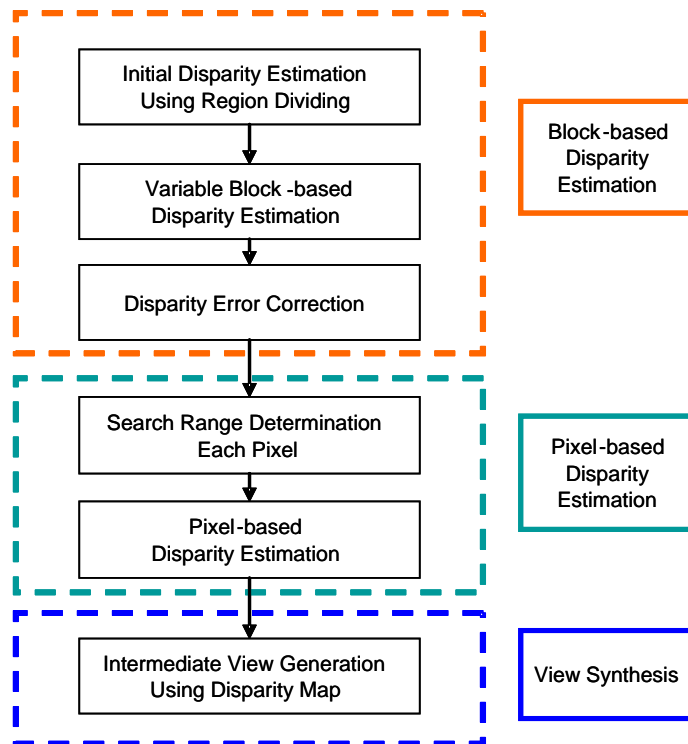 Initial Disparity Estimation
Using Region Dividing
Variable Block -based
Disparity Estimation
Disparity Error Correction
Block-based
Disparity
Estimation
Search Range Determination
Each Pixel
Pixel-based
Disparity Estimation
Pixel-based
Disparity
Estimation
Intermediate View Generation
Using Disparity Map
View Synthesis